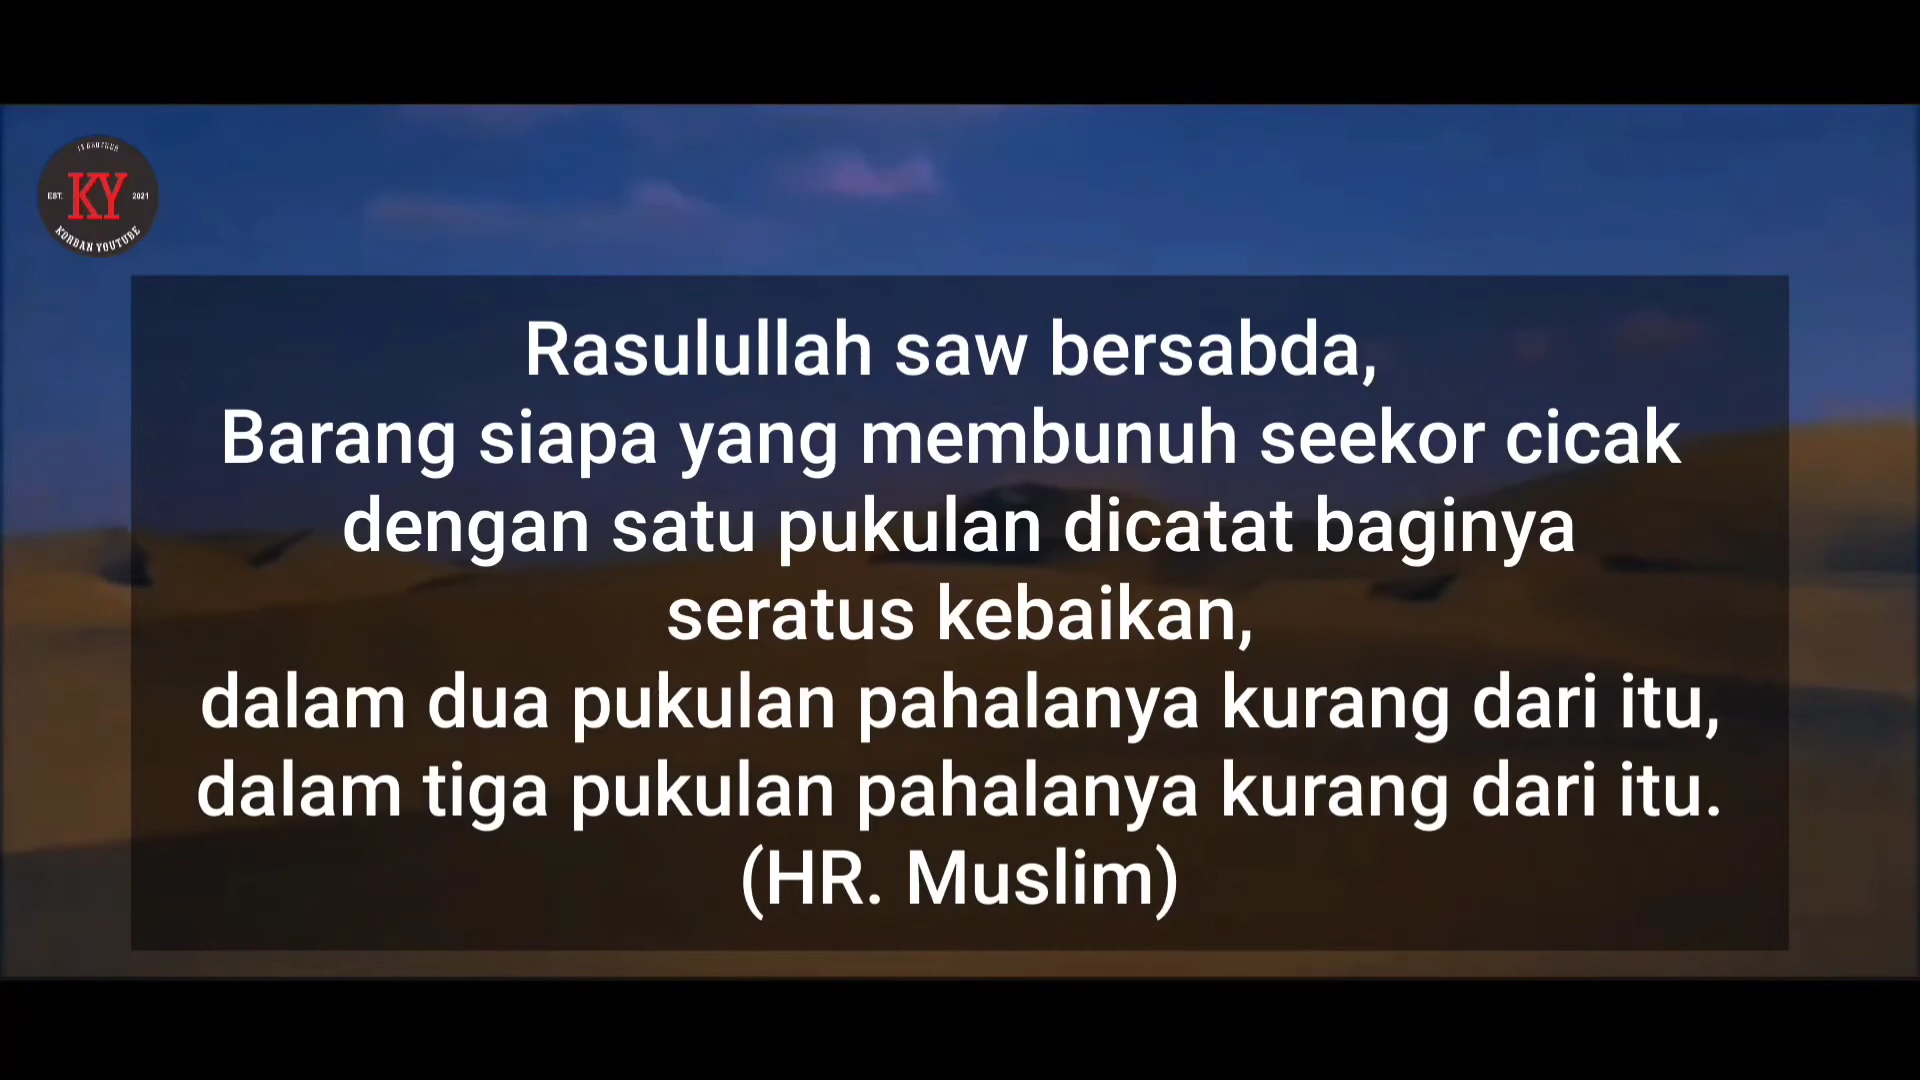 EST.
KY
2021
KORBAN YOUTUBE
Rasulullah saw bersabda,
Barang siapa yang membunuh seekor cicak
dengan satu pukulan dicatat baginya
seratus kebaikan,
dalam dua pukulan pahalanya kurang dari itu,
dalam tiga pukulan pahalanya kurang dari itu.
(HR. Muslim)